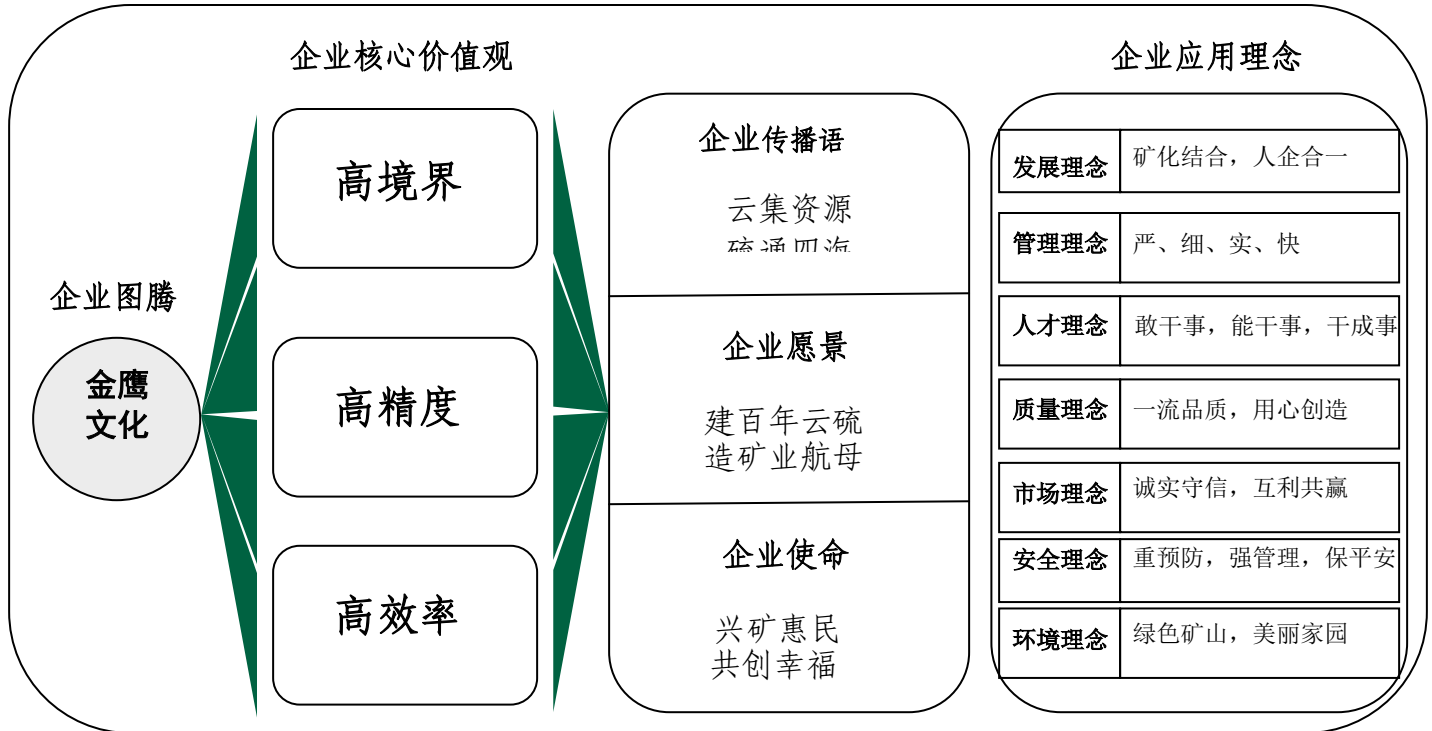 企业核心价值观
企业应用理念
企业图腾
金鹰
文化
高境界
高精度
高效率
企业传播语
云集资源
硫通四海
企业愿景
建百年云硫
造矿业航母
企业使命
兴矿惠民
共创幸福
发展理念 矿化结合，人企合一
管理理念 严、细、实、快
人才理念 敢干事，能干事，干成事
质量理念 一流品质，用心创造
市场理念 诚实守信，互利共赢
安全理念 重预防，强管理，保平安
环境理念 绿色矿山，美丽家园